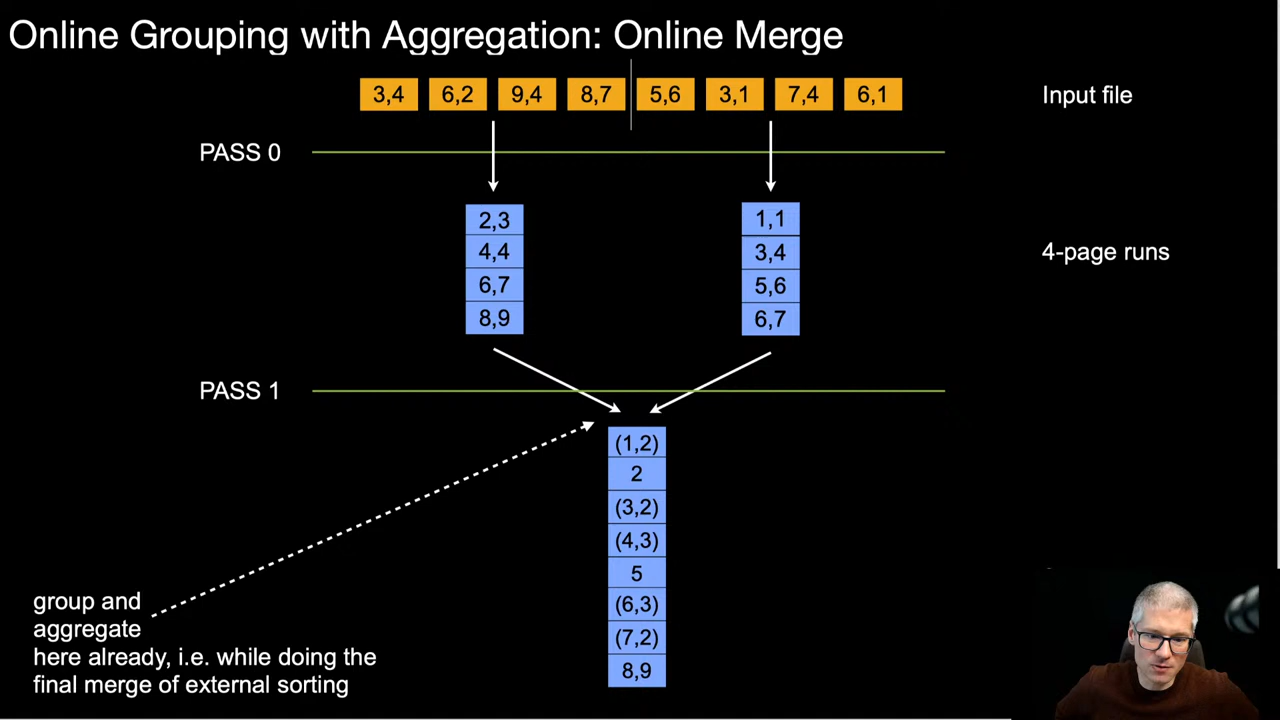 Online Grouping with Aggregation: Online Merge
3,4 6,2 9,4 8,7 5,6 3,1 7,4 6,1 Input file
PASS 0
2,3 1,1
4,4 3,4 4-page runs
6,7 5,6
8,9 6,7
PASS 1
(1,2)
2
(3,2)
(4,3)
5
(6,3)
(7,2)
8,9
group and
aggregate
here already, i.e. while doing the
final merge of external sorting